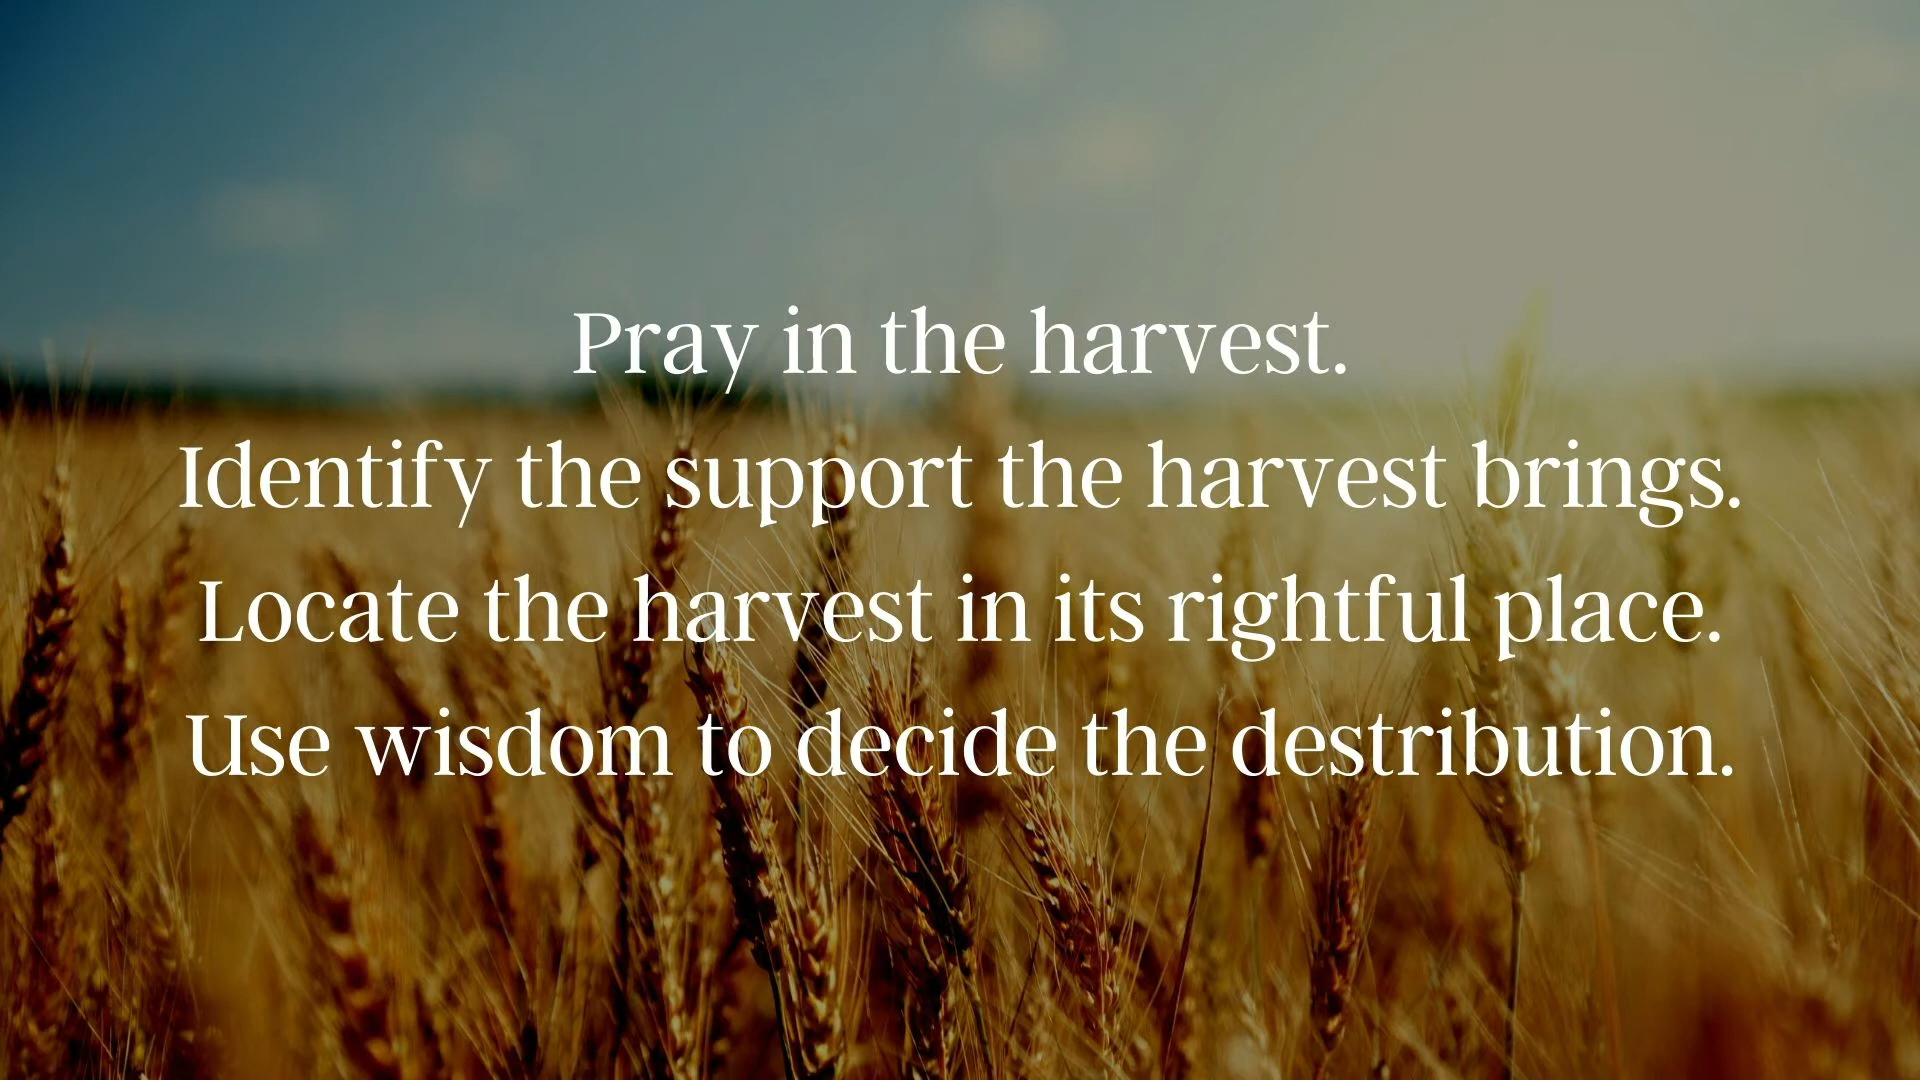 Pray in the harvest.
Identify the support the harvest brings.
Locate the harvest in its rightful place.
Use wisdom to decide the destribution.